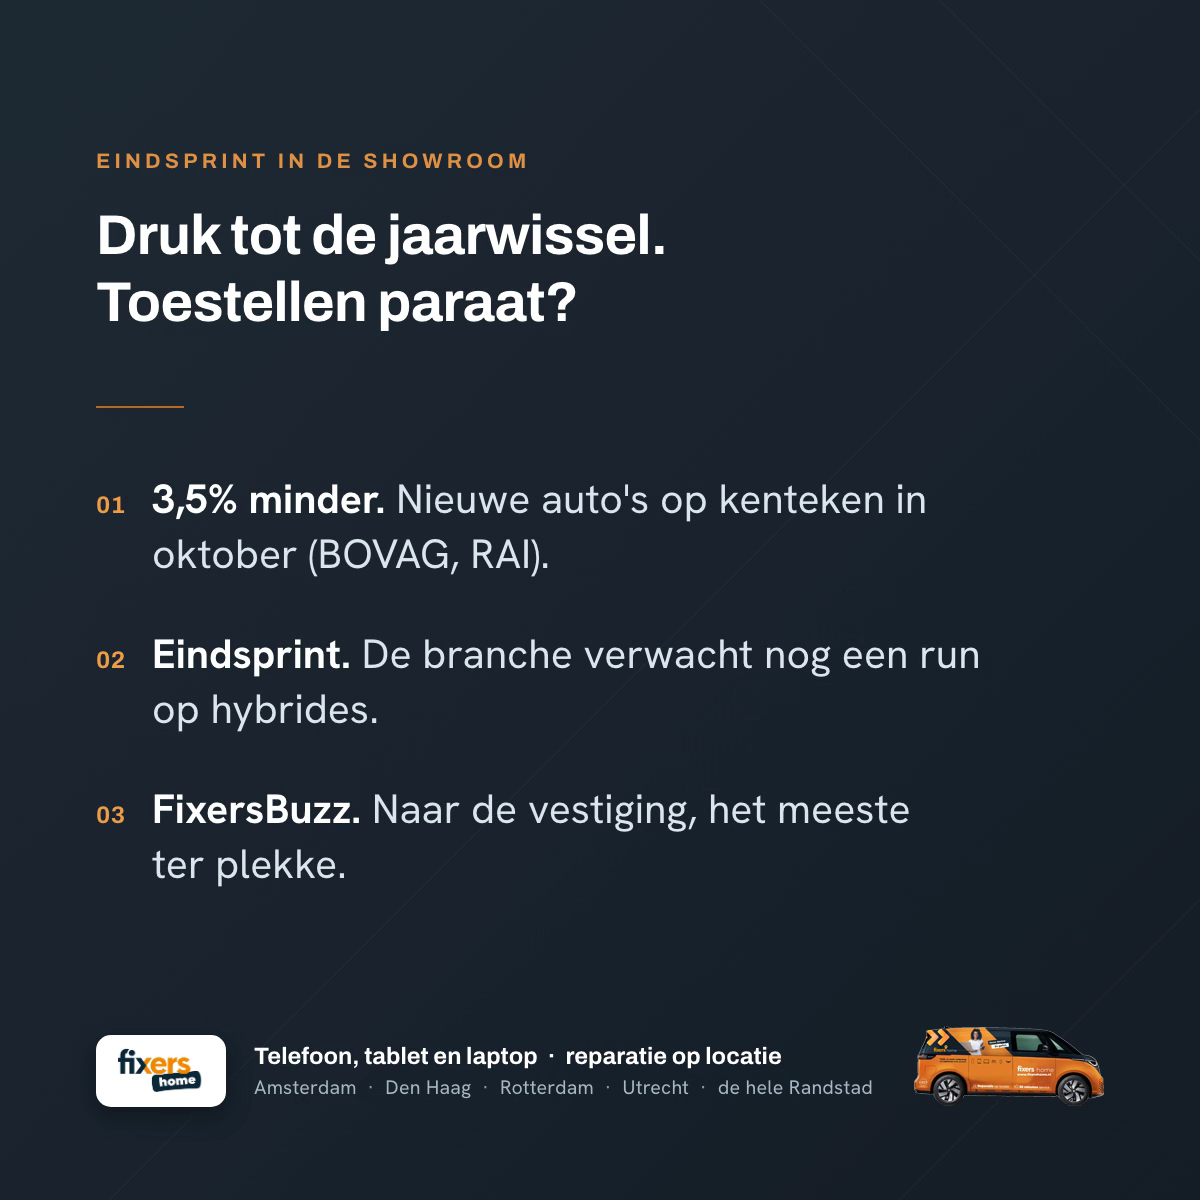 EINDSPRINT IN DE SHOWROOM
Druk tot de jaarwissel.
Toestellen paraat?
01 3,5% minder. Nieuwe auto's op kenteken in
oktober (BOVAG, RAI).
02 Eindsprint. De branche verwacht nog een run
op hybrides.
03 FixersBuzz. Naar de vestiging, het meeste
ter plekke.
fixers
home
Telefoon, tablet en laptop · reparatie op locatie
Amsterdam · Den Haag · Rotterdam · Utrecht · de hele Randstad
fixers home